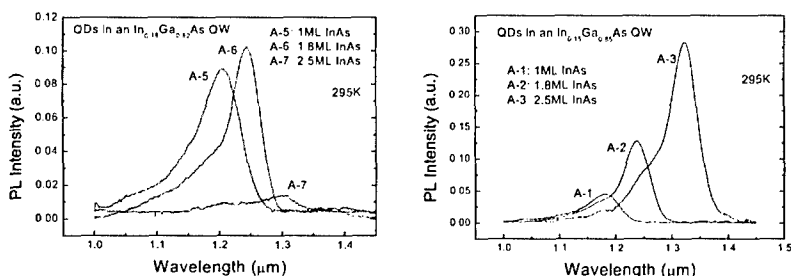 QDs In an In0.18Ga0.82As QW
A-5: 1ML InAs
A-6 1.8ML InAs
A-7 2.5ML InAs
295K
A-5
A-6
A-7
PL Intensity (a.u.)
0.12
0.10
0.08
0.06
0.04
0.02
0.00
1.0 1.1 1.2 1.3 1.4
Wavelength (μm)
QDs In an In0.15Ga0.85As QW
A-1: 1ML InAs
A-2: 1.8ML InAs
A-3 2.5ML InAs
295K
A-1
A-2
A-3
PL Intensity (a.u.)
0.30
0.25
0.20
0.15
0.10
0.05
0.00
1.0 1.1 1.2 1.3 1.4 1.5
Wavelength (μm)